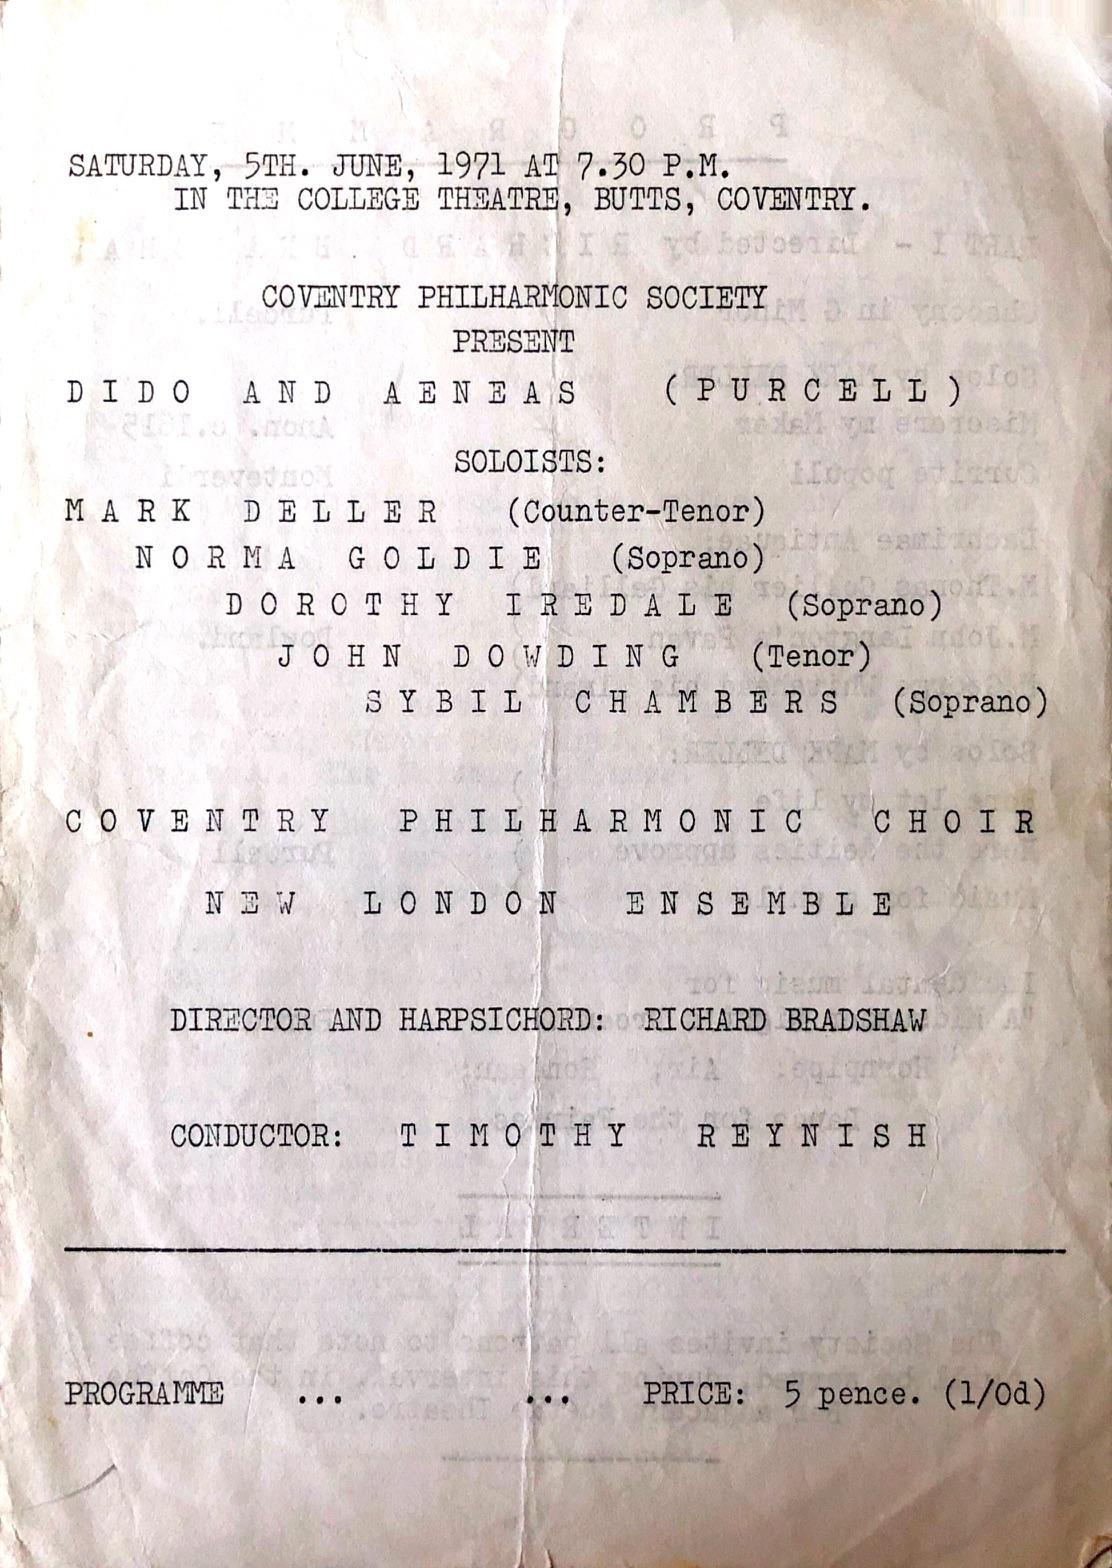 SATURDAY, 5TH. JUNE, 1971 AT 7.30 P.M.
IN THE COLLEGE THEATRE, BUTTS, COVENTRY.
COVENTRY PHILHARMONIC SOCIETY
PRESENT
D I D O A N D A E N E A S ( P U R C E L L )
SOLOISTS:
M A R K D E L L E R (Counter-Tenor)
N O R M A G O L D I E (Soprano)
D O R O T H Y I R E D A L E (Soprano)
J O H N D O W D I N G (Tenor)
S Y B I L C H A M B E R S (Soprano)
C O V E N T R Y P H I L H A R M O N I C C H O I R
N E W L O N D O N E N S E M B L E
DIRECTOR AND HARPSICHORD: RICHARD BRADSHAW
CONDUCTOR: T I M O T H Y R E Y N I S H
PROGRAMME ... ... PRICE: 5 pence. (1/0d)